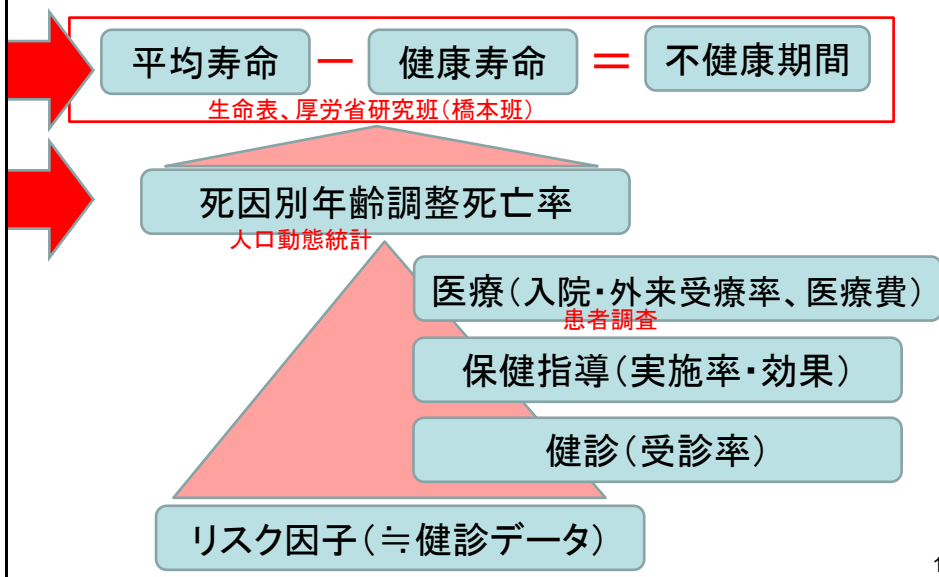 平均寿命 － 健康寿命 ＝ 不健康期間
生命表、厚労省研究班(橋本班)
死因別年齢調整死亡率
人口動態統計
医療(入院・外来受療率、医療費)
患者調査
保健指導(実施率・効果)
健診(受診率)
リスク因子(≒健診データ)
1